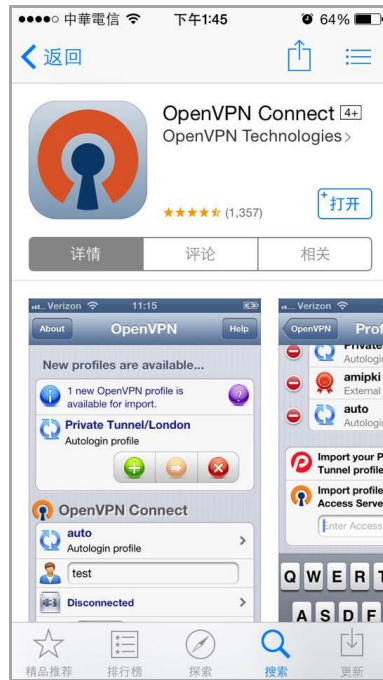 中華電信 下午1:45 64%
返回
OpenVPN Connect 4+
OpenVPN Technologies
(1,357)
+打开
详情 评论 相关
Verizon 11:15
About OpenVPN Help
New profiles are available...
1 new OpenVPN profile is
available for import.
Private Tunnel/London
Autologin profile
OpenVPN Connect
auto
Autologin profile
test
Disconnected
Verizon
OpenVPN Prof
Private
Autologin
amipki
External
auto
Autologin
Import your P
Tunnel profile
Import profile
Access Serve
Enter Access
Q W E R T
A S D F
精品推荐 排行榜 探索 搜索 更新